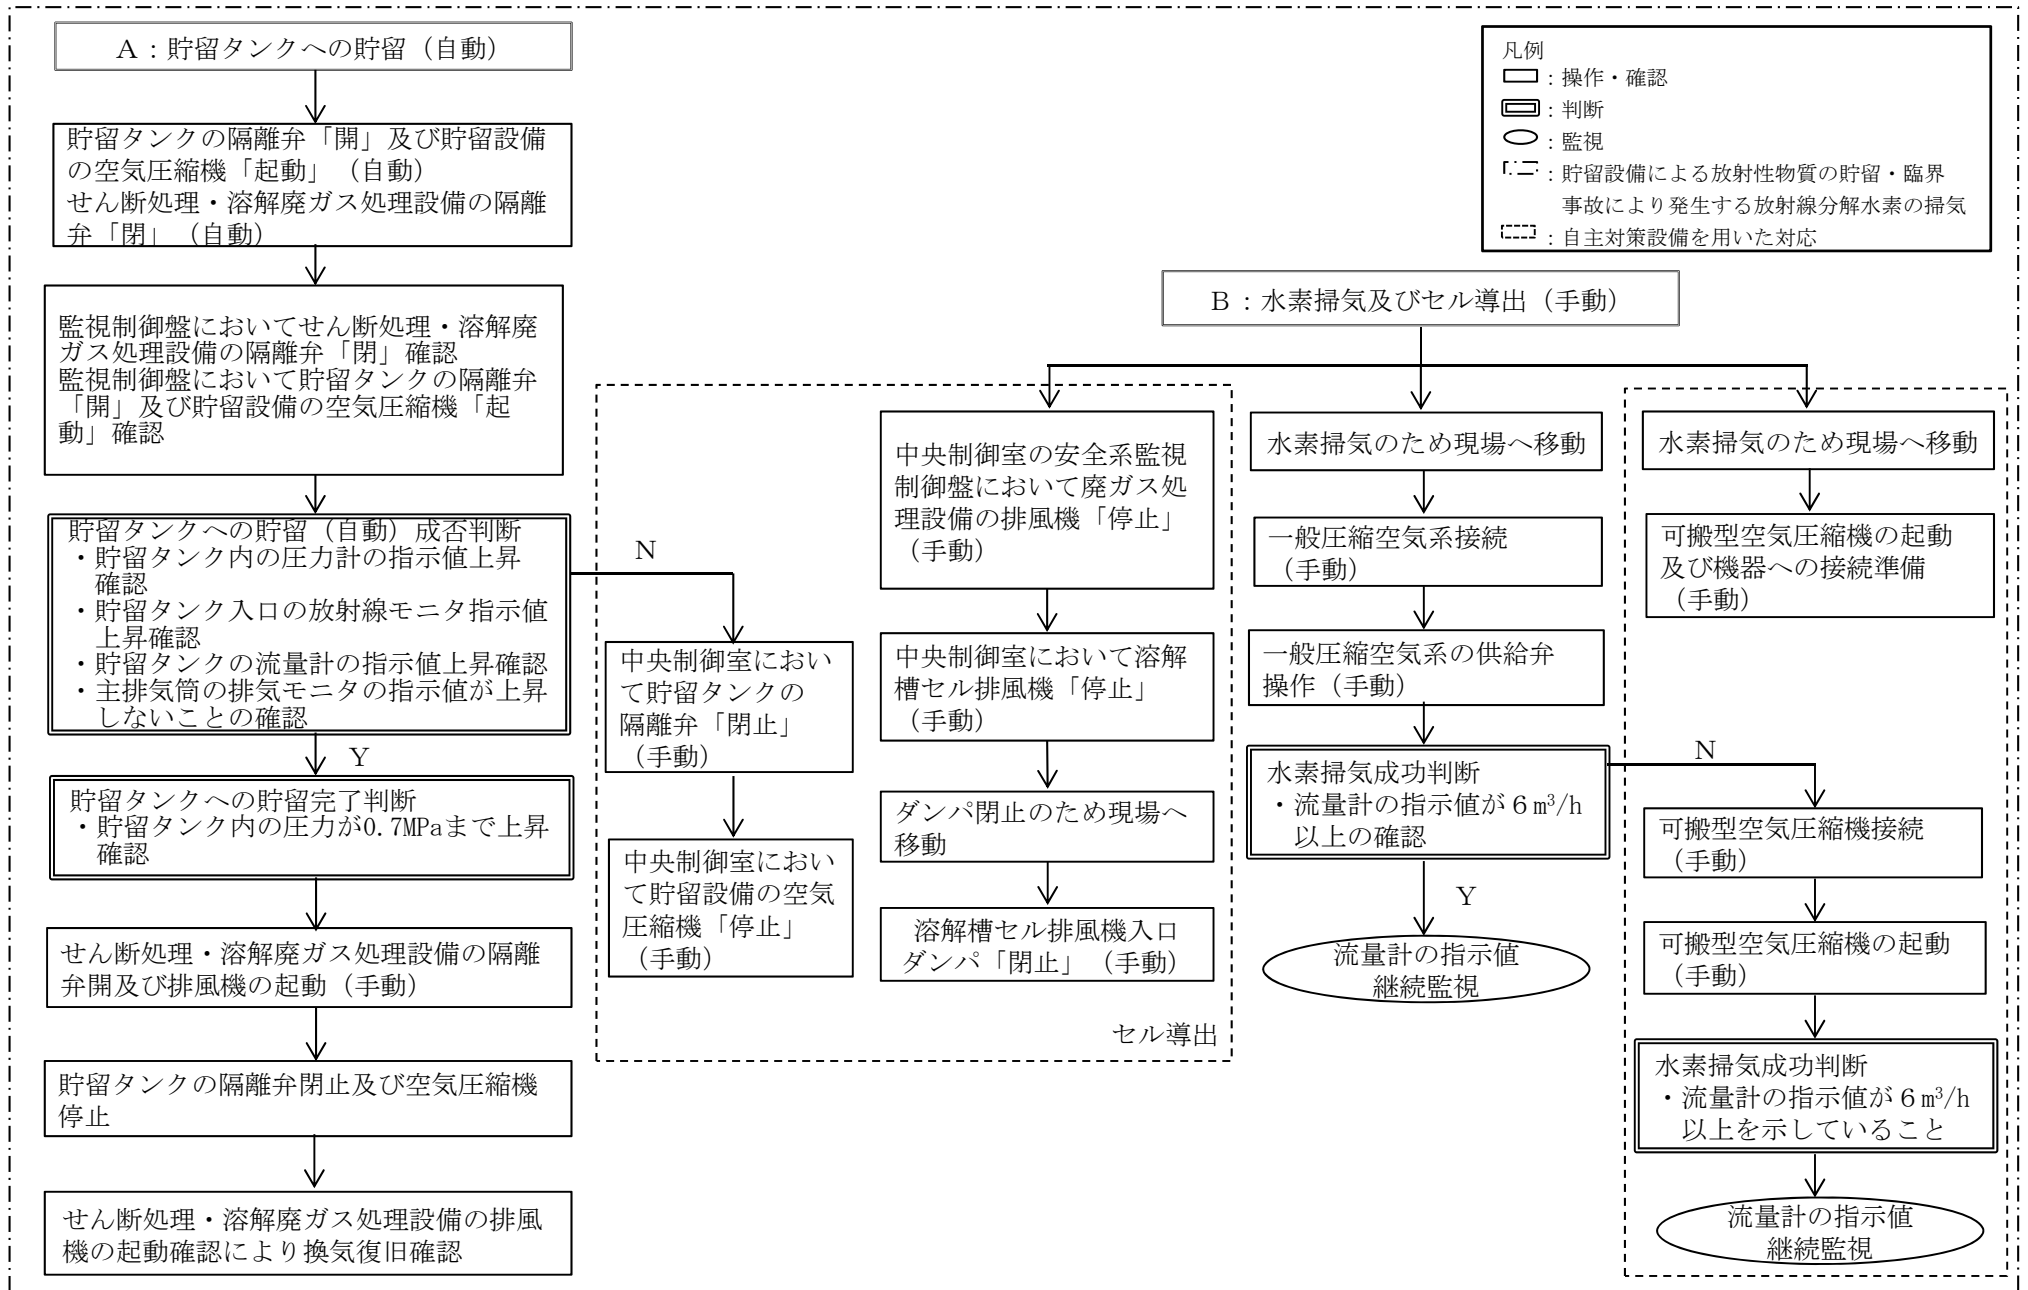 A：貯留タンクへの貯留（自動）
貯留タンクの隔離弁「開」及び貯留設備
の空気圧縮機「起動」（自動）
せん断処理・溶解廃ガス処理設備の隔離
弁「閉」（自動）
監視制御盤においてせん断処理・溶解廃
ガス処理設備の隔離弁「閉」確認
監視制御盤において貯留タンクの隔離弁
「開」及び貯留設備の空気圧縮機「起
動」確認
貯留タンクへの貯留（自動）成否判断
・貯留タンク内の圧力計の指示値上昇
確認
・貯留タンク入口の放射線モニタ指示値
上昇確認
・貯留タンクの流量計の指示値上昇確認
・主排気筒の排気モニタの指示値が上昇
しないことの確認
N
Y
貯留タンクへの貯留完了判断
・貯留タンク内の圧力が0.7MPaまで上昇
確認
せん断処理・溶解廃ガス処理設備の隔離
弁開及び排風機の起動（手動）
貯留タンクの隔離弁閉止及び空気圧縮機
停止
せん断処理・溶解廃ガス処理設備の排風
機の起動確認により換気復旧確認
中央制御室におい
て貯留タンクの
隔離弁「閉止」
（手動）
中央制御室におい
て貯留設備の空気
圧縮機「停止」
（手動）
凡例
：操作・確認
：判断
：監視
：貯留設備による放射性物質の貯留・臨界
事故により発生する放射線分解水素の掃気
：自主対策設備を用いた対応
B：水素掃気及びセル導出（手動）
中央制御室の安全系監視
制御盤において廃ガス処
理設備の排風機「停止」
（手動）
中央制御室において溶解
槽セル排風機「停止」
（手動）
ダンパ閉止のため現場へ
移動
溶解槽セル排風機入口
ダンパ「閉止」（手動）
セル導出
水素掃気のため現場へ移動
一般圧縮空気系接続
（手動）
一般圧縮空気系の供給弁
操作（手動）
水素掃気成功判断
・流量計の指示値が６m³/h
以上の確認
N
Y
流量計の指示値
継続監視
水素掃気のため現場へ移動
可搬型空気圧縮機の起動
及び機器への接続準備
（手動）
可搬型空気圧縮機接続
（手動）
可搬型空気圧縮機の起動
（手動）
水素掃気成功判断
・流量計の指示値が６m³/h
以上を示していること
流量計の指示値
継続監視